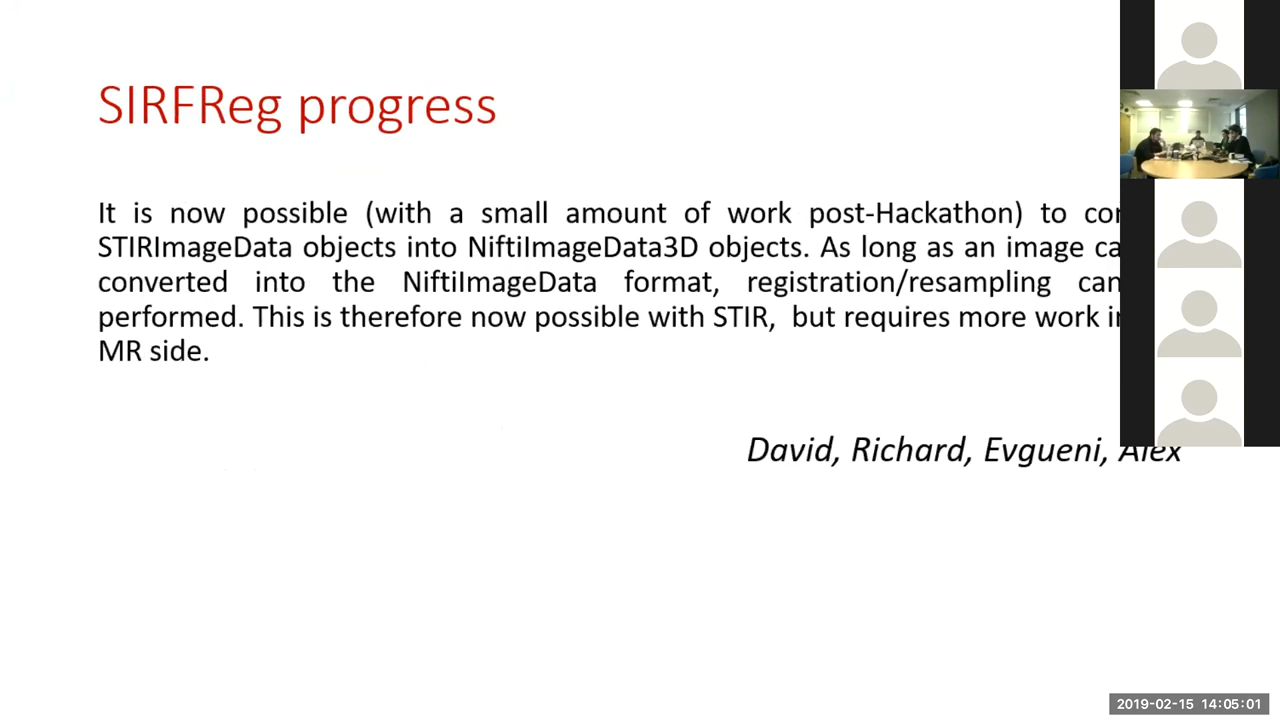 SIRFReg progress
It is now possible (with a small amount of work post-Hackathon) to
STIRImageData objects into NiftiImageData3D objects. As long as an image
converted into the NiftiImageData format, registration/resampling can
performed. This is therefore now possible with STIR, but requires more work
MR side.
David, Richard, Evgueni, Alex
2019-02-15 14:05:01